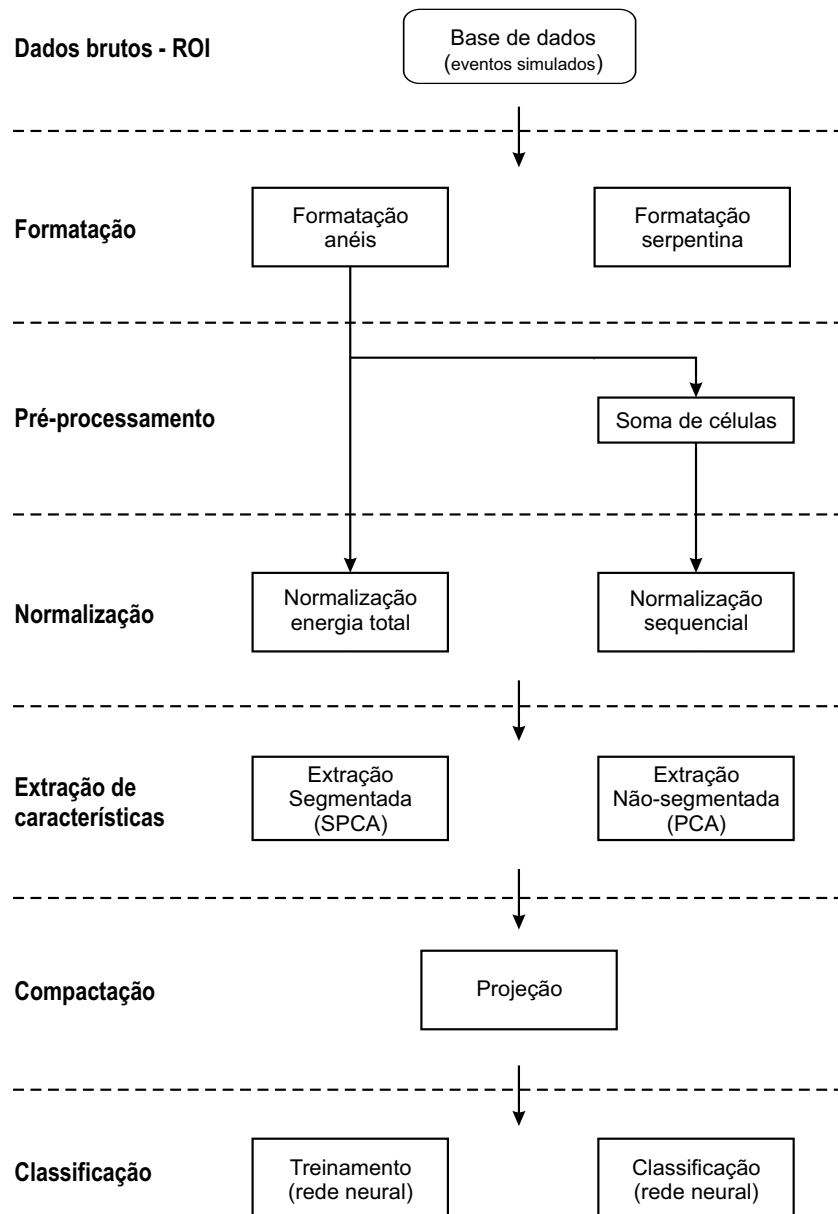 Dados brutos - ROI
Base de dados
(eventos simulados)
Formatação
Formatação
anéis
Formatação
serpentina
Pré-processamento
Soma de células
Normalização
Normalização
energia total
Normalização
sequencial
Extração de
característificas
Extração
Segmentada
(SPCA)
Extração
Não-segmentada
(PCA)
Compactação
Projeção
Classificação
Treinamento
(rede neural)
Classificação
(rede neural)